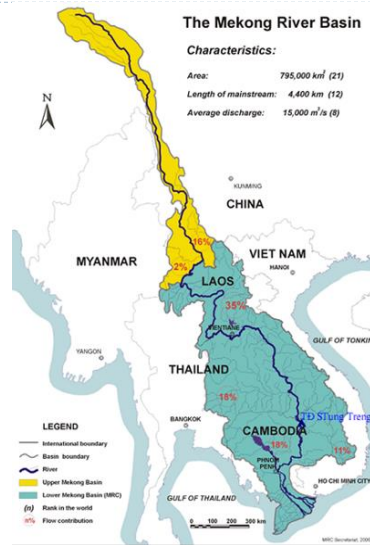 The Mekong River Basin
Characteristics:
Area: 795,000 km² (21)
Length of mainstream: 4,400 km (12)
Average discharge: 15,000 m³/s (8)
N
KUNMING
CHINA
16%
MYANMAR
2%
VIET NAM
HANOI
LAOS
35%
VIENTIANE
GULF OF TONKIN
YANGON
THAILAND
18%
BANGKOK
TĐ STung Treng
CAMBODIA
18%
PHNOM PENH
11%
HO CHI MINH CITY
GULF OF THAILAND
LEGEND
International boundary
Basin boundary
River
Upper Mekong Basin
Lower Mekong Basin (MRC)
(n) Rank in the world
n% Flow contribution
0 100 200 300 km